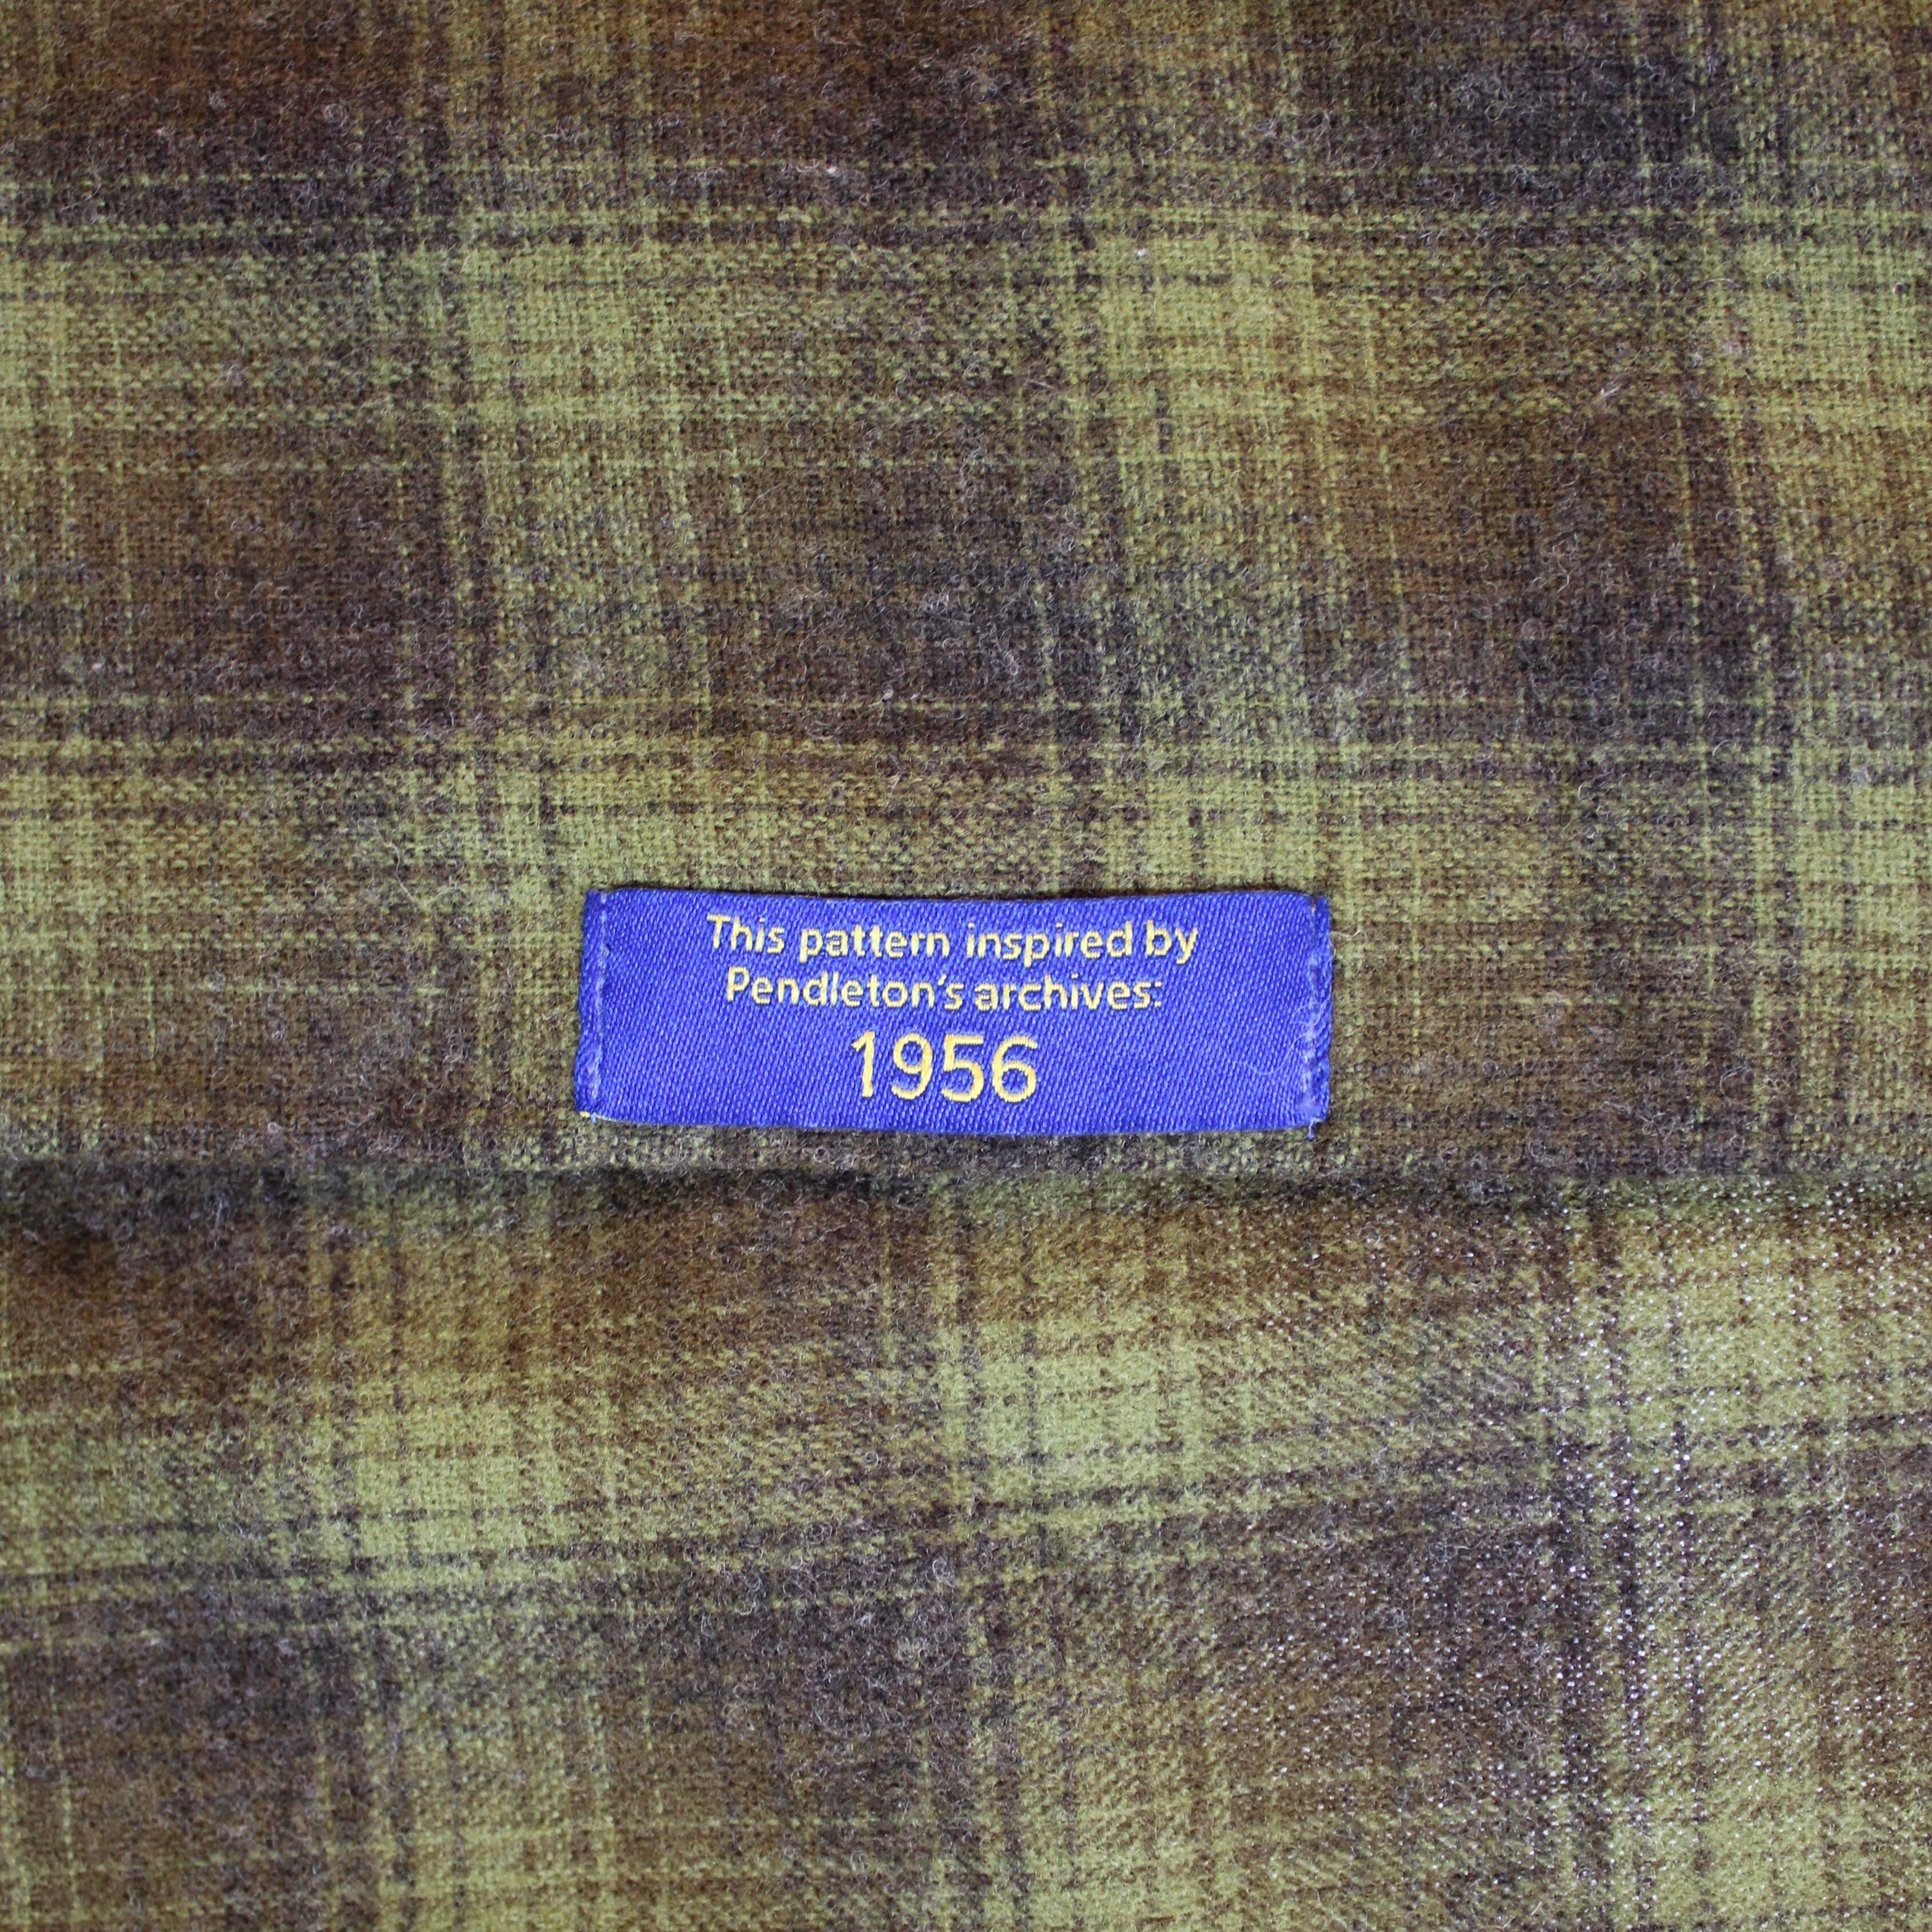 This pattern inspired by
Pendleton's archives:
1956